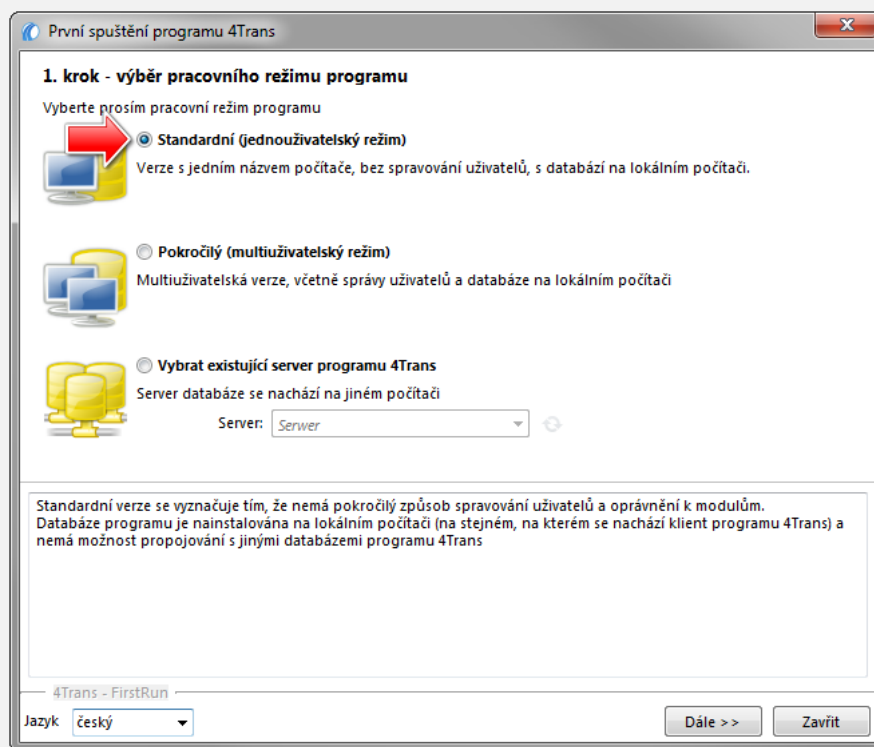 První spuštění programu 4Trans
1. krok - výběr pracovního režimu programu
Vyberte prosím pracovní režim programu
Standardní (jednouživatelský režim)
Verze s jedním názvem počítače, bez spravování uživatelů, s databází na lokálním počítači.
Pokročilý (multiuživatelský režim)
Multiuživatelská verze, včetně správy uživatelů a databáze na lokálním počítači
Vybrat existující server programu 4Trans
Server databáze se nachází na jiném počítači
Server: Serwer
Standardní verze se vyznačuje tím, že nemá pokročilý způsob spravování uživatelů a oprávnění k modulům.
Databáze programu je nainstalována na lokálním počítači (na stejném, na kterém se nachází klient programu 4Trans) a
nemá možnost propojování s jinými databázemi programu 4Trans
4Trans - FirstRun
Jazyk český Dále >> Zavřít